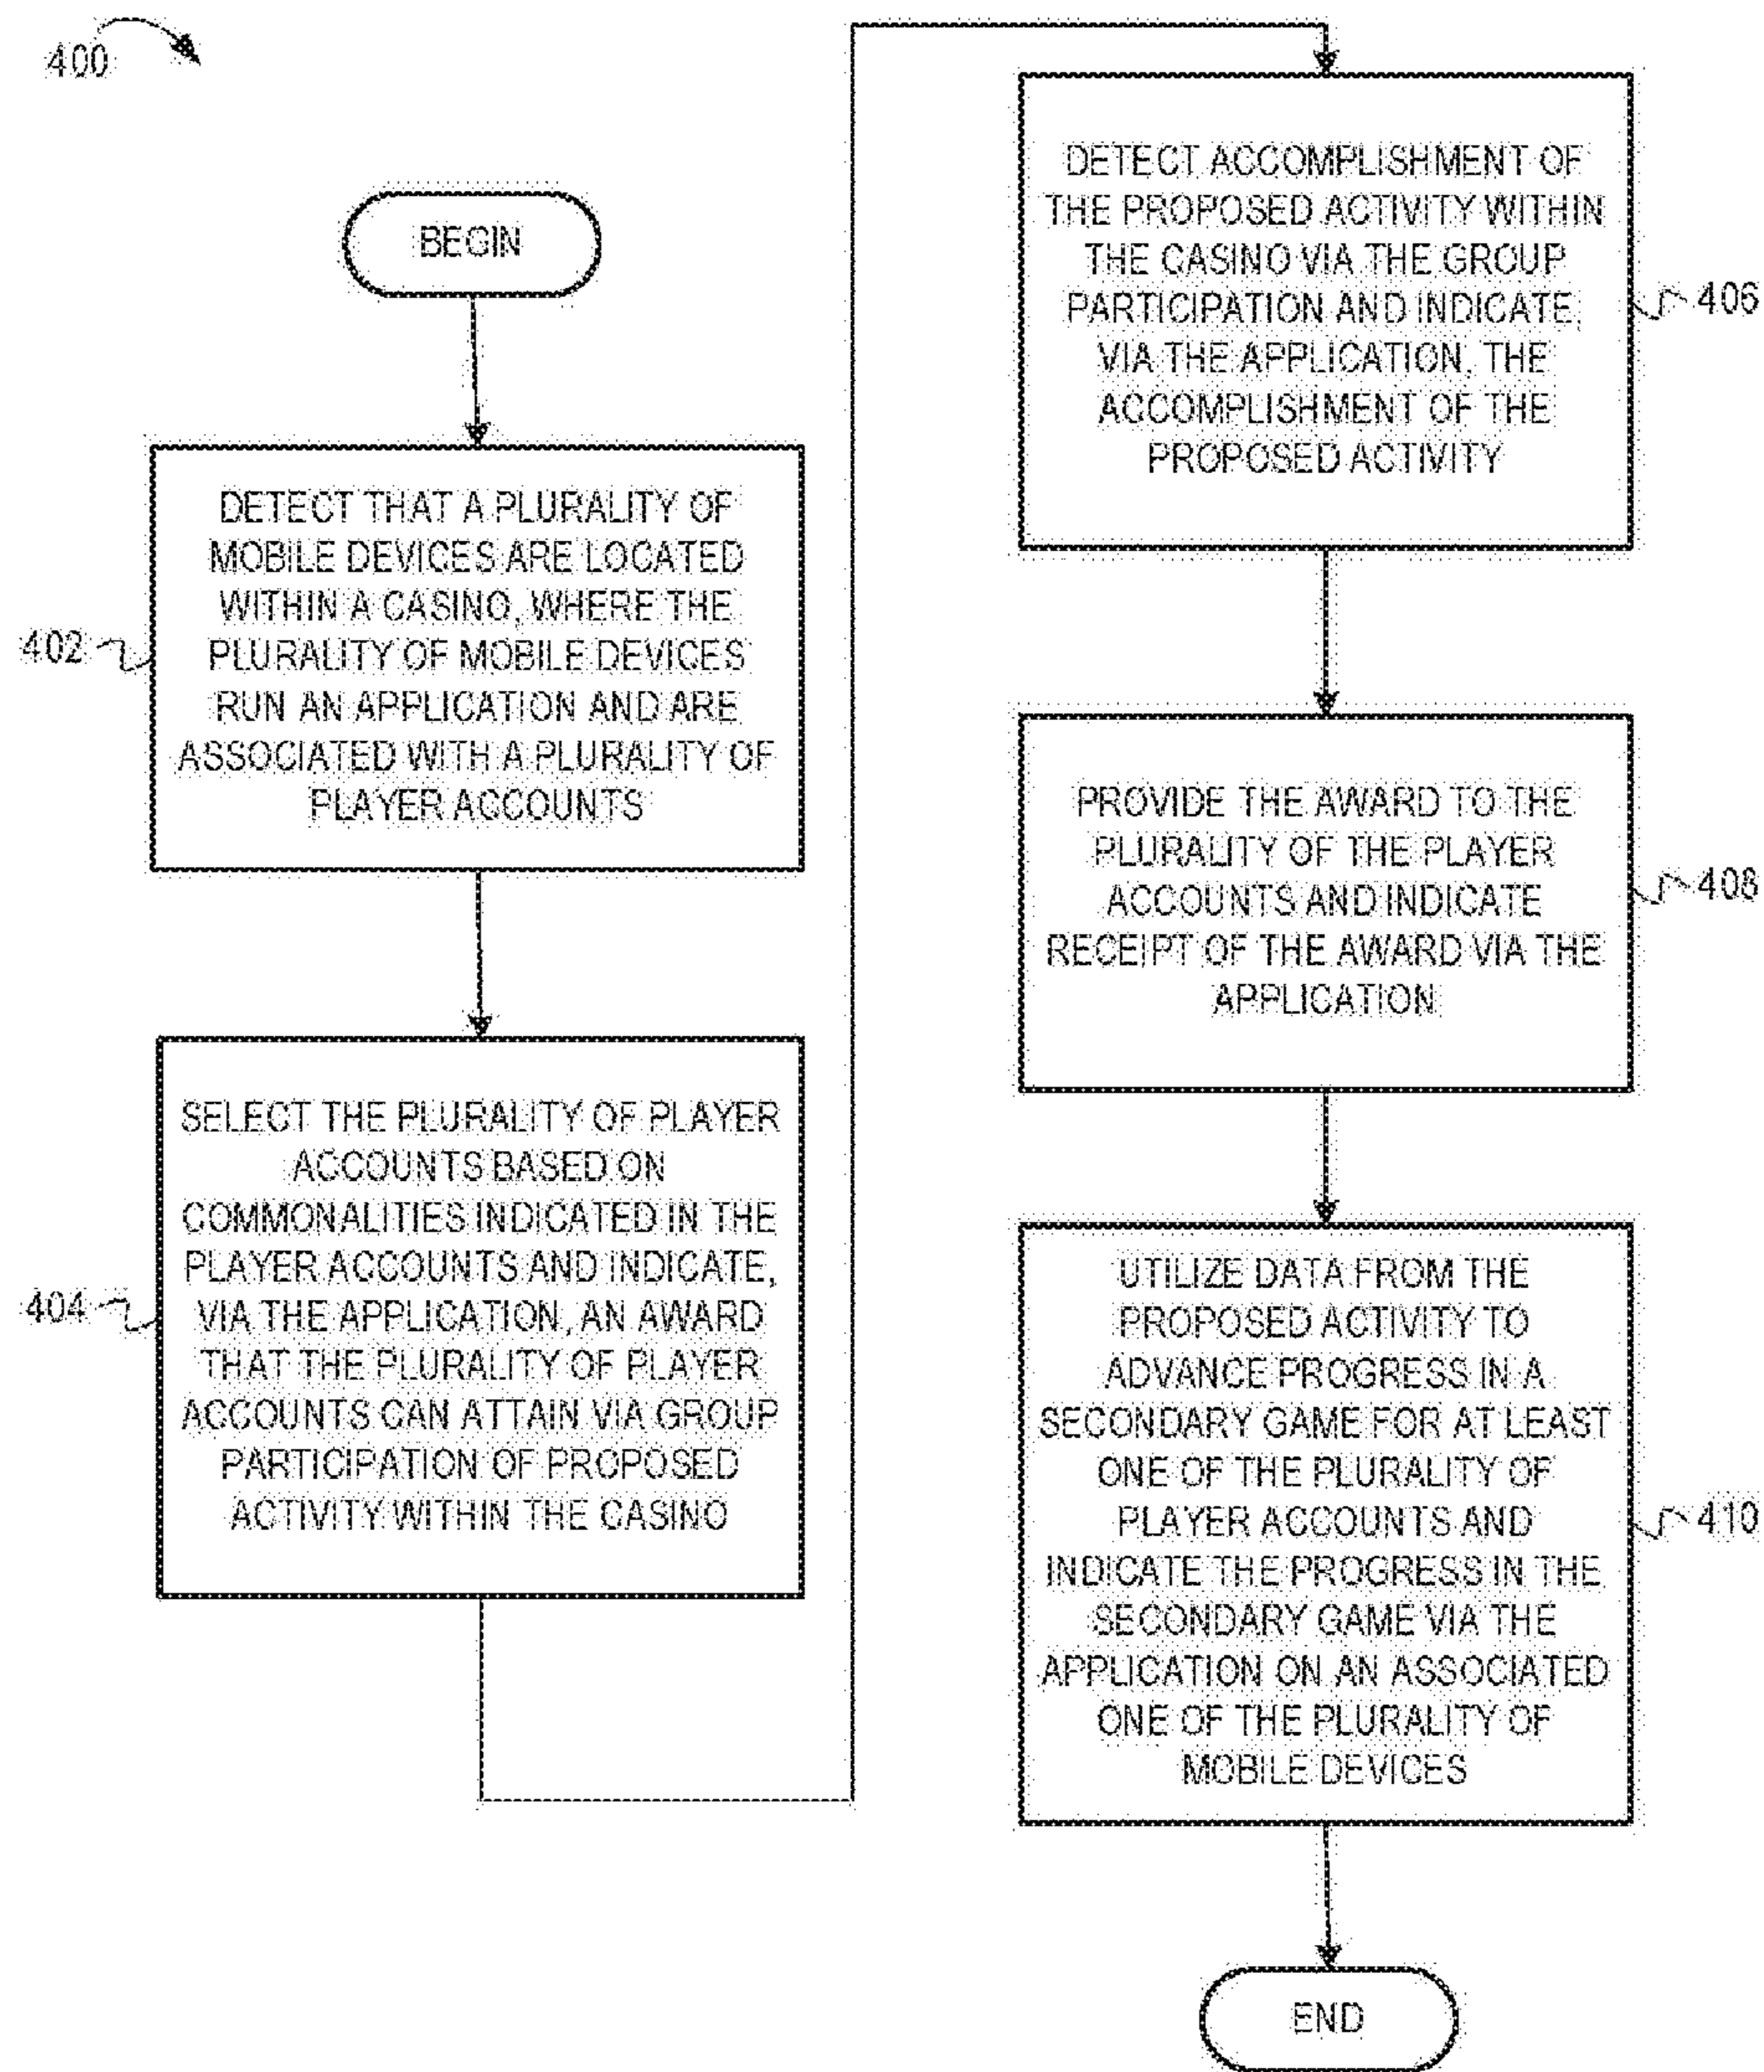 400
BEGIN
402
DETECT THAT A PLURALITY OF
MOBILE DEVICES ARE LOCATED
WITHIN A CASINO, WHERE THE
PLURALITY OF MOBILE DEVICES
RUN AN APPLICATION AND ARE
ASSOCIATED WITH A PLURALITY OF
PLAYER ACCOUNTS
404
SELECT THE PLURALITY OF PLAYER
ACCOUNTS BASED ON
COMMONALITIES INDICATED IN THE
PLAYER ACCOUNTS AND INDICATE,
VIA THE APPLICATION, AN AWARD
THAT THE PLURALITY OF PLAYER
ACCOUNTS CAN ATTAIN VIA GROUP
PARTICIPATION OF PROPOSED
ACTIVITY WITHIN THE CASINO
DETECT ACCOMPLISHMENT OF
THE PROPOSED ACTIVITY WITHIN
THE CASINO VIA THE GROUP
PARTICIPATION AND INDICATE,
VIA THE APPLICATION, THE
ACCOMPLISHMENT OF THE
PROPOSED ACTIVITY
406
PROVIDE THE AWARD TO THE
PLURALITY OF THE PLAYER
ACCOUNTS AND INDICATE
RECEIPT OF THE AWARD VIA THE
APPLICATION
408
UTILIZE DATA FROM THE
PROPOSED ACTIVITY TO
ADVANCE PROGRESS IN A
SECONDARY GAME FOR AT LEAST
ONE OF THE PLURALITY OF
PLAYER ACCOUNTS AND
INDICATE THE PROGRESS IN THE
SECONDARY GAME VIA THE
APPLICATION ON AN ASSOCIATED
ONE OF THE PLURALITY OF
MOBILE DEVICES
410
END